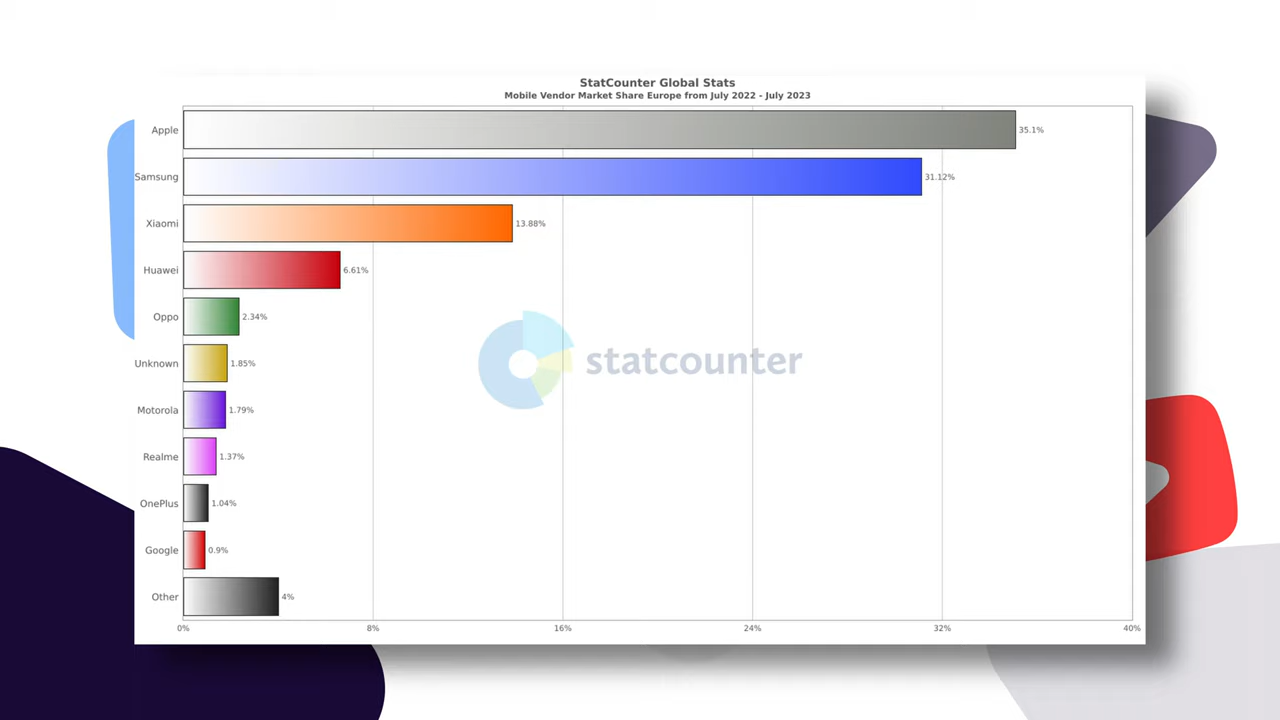 StatCounter Global Stats
Mobile Vendor Market Share Europe from July 2022 - July 2023
Apple 35.1%
Samsung 31.12%
Xiaomi 13.88%
Huawei 6.61%
Oppo 2.34%
Unknown 1.85%
Motorola 1.79%
Realme 1.37%
OnePlus 1.04%
Google 0.9%
Other 4%
0% 8% 16% 24% 32% 40%
statcounter